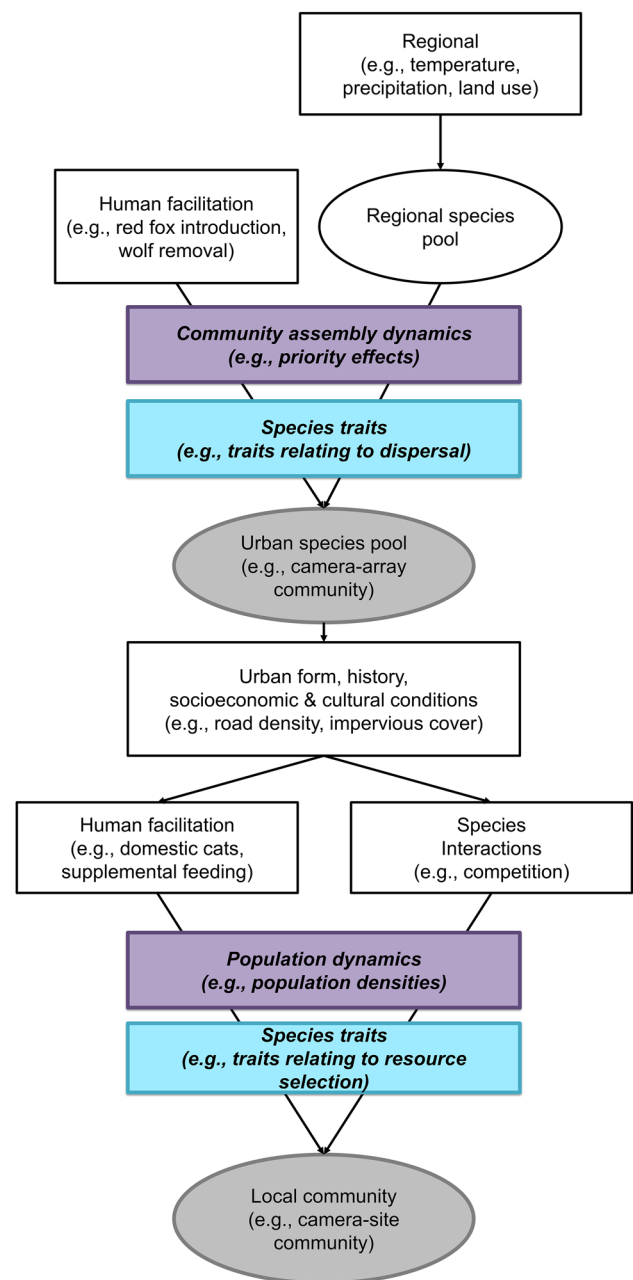 Regional
(e.g., temperature,
precipitation, land use)
Human facilitation
(e.g., red fox introduction,
wolf removal)
Regional species
pool
Community assembly dynamics
(e.g., priority effects)
Species traits
(e.g., traits relating to dispersal)
Urban species pool
(e.g., camera-array
community)
Urban form, history,
socioeconomic & cultural conditions
(e.g., road density, impervious cover)
Human facilitation
(e.g., domestic cats,
supplemental feeding)
Species
Interactions
(e.g., competition)
Population dynamics
(e.g., population densities)
Species traits
(e.g., traits relating to resource
selection)
Local community
(e.g., camera-site
community)